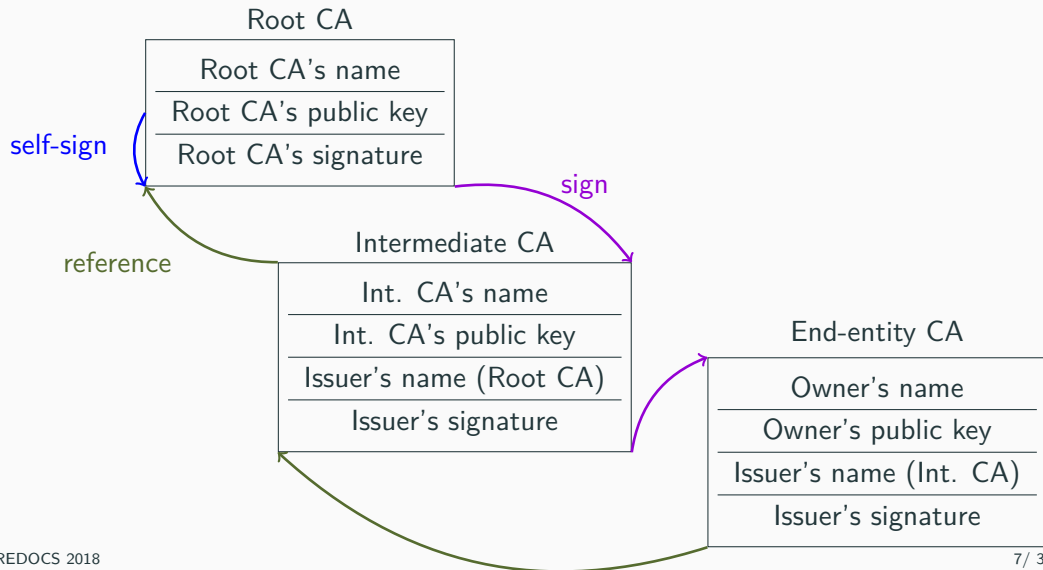 Root CA
Root CA's name
Root CA's public key
self-sign
Root CA's signature
sign
Intermediate CA
reference
Int. CA's name
Int. CA's public key
Issuer's name (Root CA)
Issuer's signature
End-entity CA
Owner's name
Owner's public key
Issuer's name (Int. CA)
Issuer's signature
REDOCS 2018
7/ 3